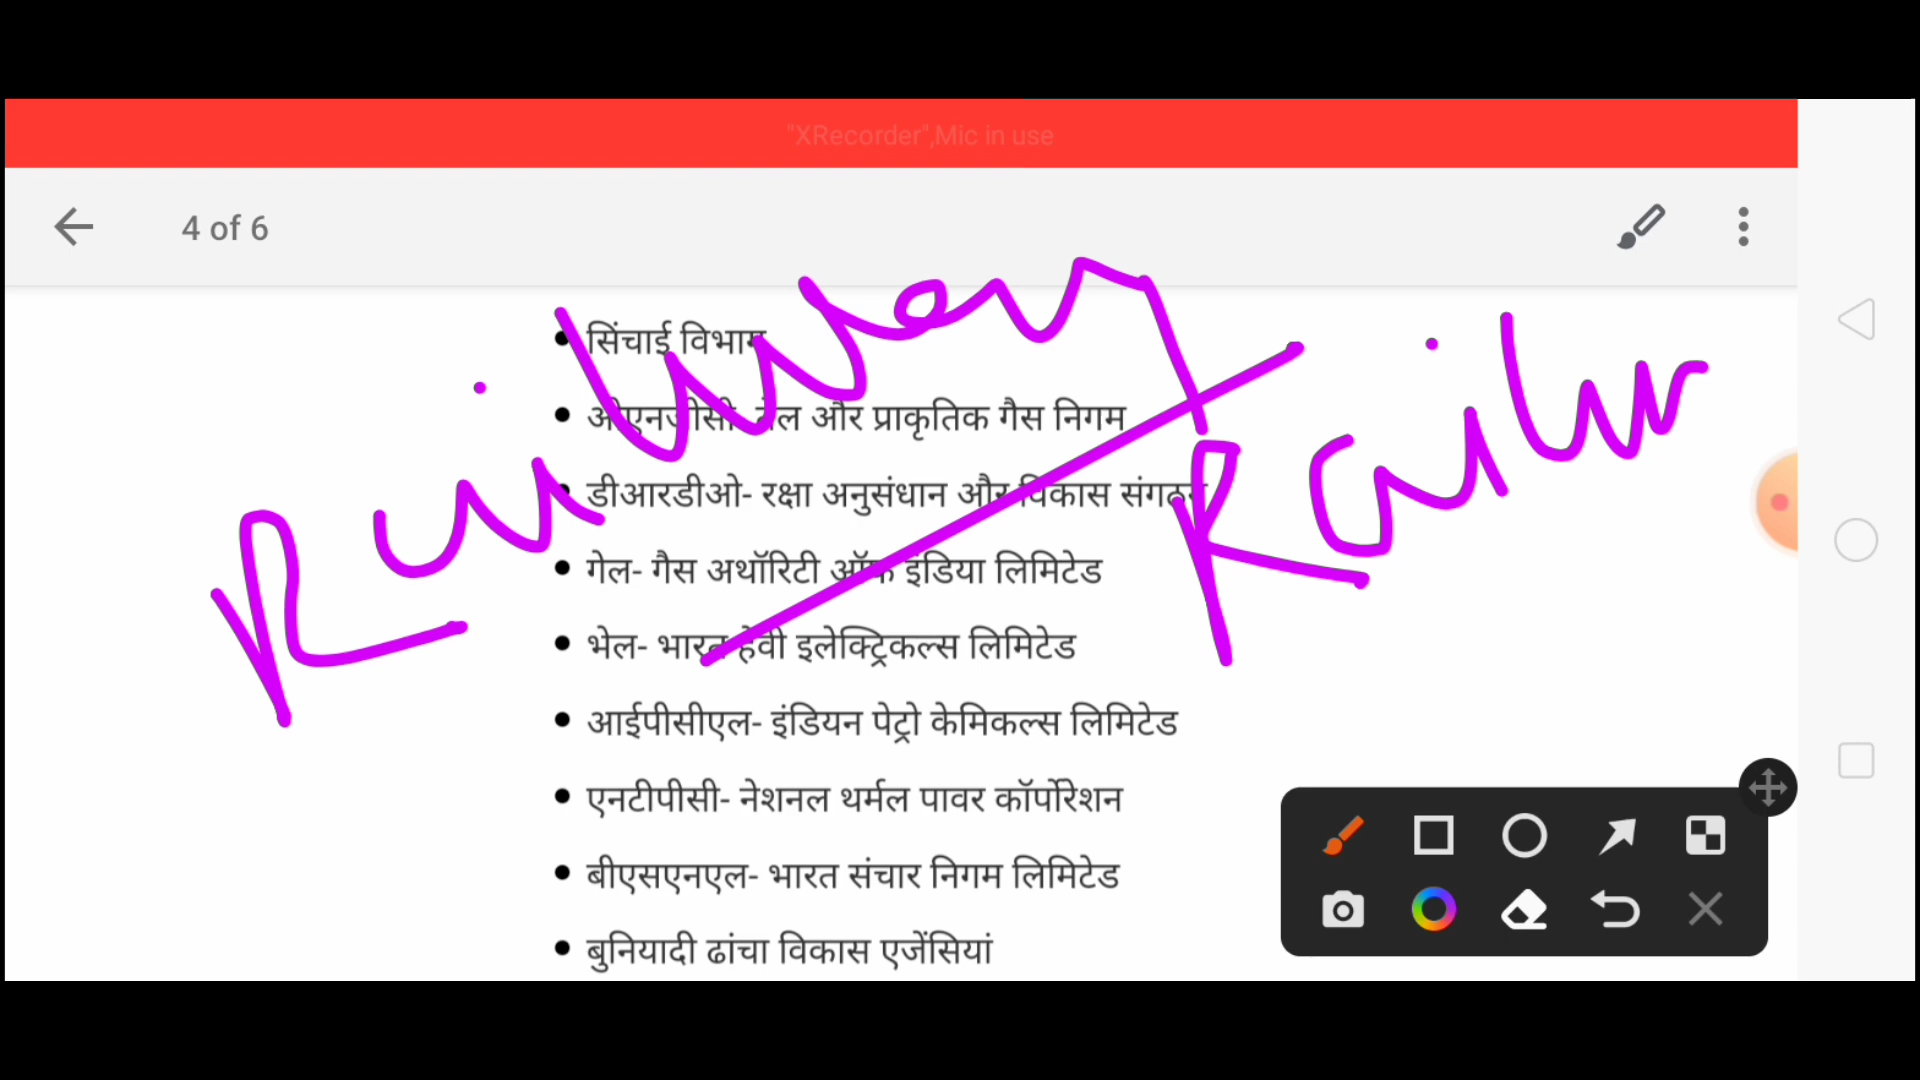 "XRecorder",Mic in use
4 of 6
सिंचाई विभाग
ओएनजीसी- तेल और प्राकृतिक गैस निगम
डीआरडीओ- रक्षा अनुसंधान और विकास संगठन
गेल- गैस अथॉरिटी ऑफ इंडिया लिमिटेड
भेल- भारत हेवी इलेक्ट्रिकल्स लिमिटेड
आईपीसीएल- इंडियन पेट्रो केमिकल्स लिमिटेड
एनटीपीसी- नेशनल थर्मल पावर कॉर्पोरेशन
बीएसएनएल- भारत संचार निगम लिमिटेड
बुनियादी ढांचा विकास एजेंसियां
Railway